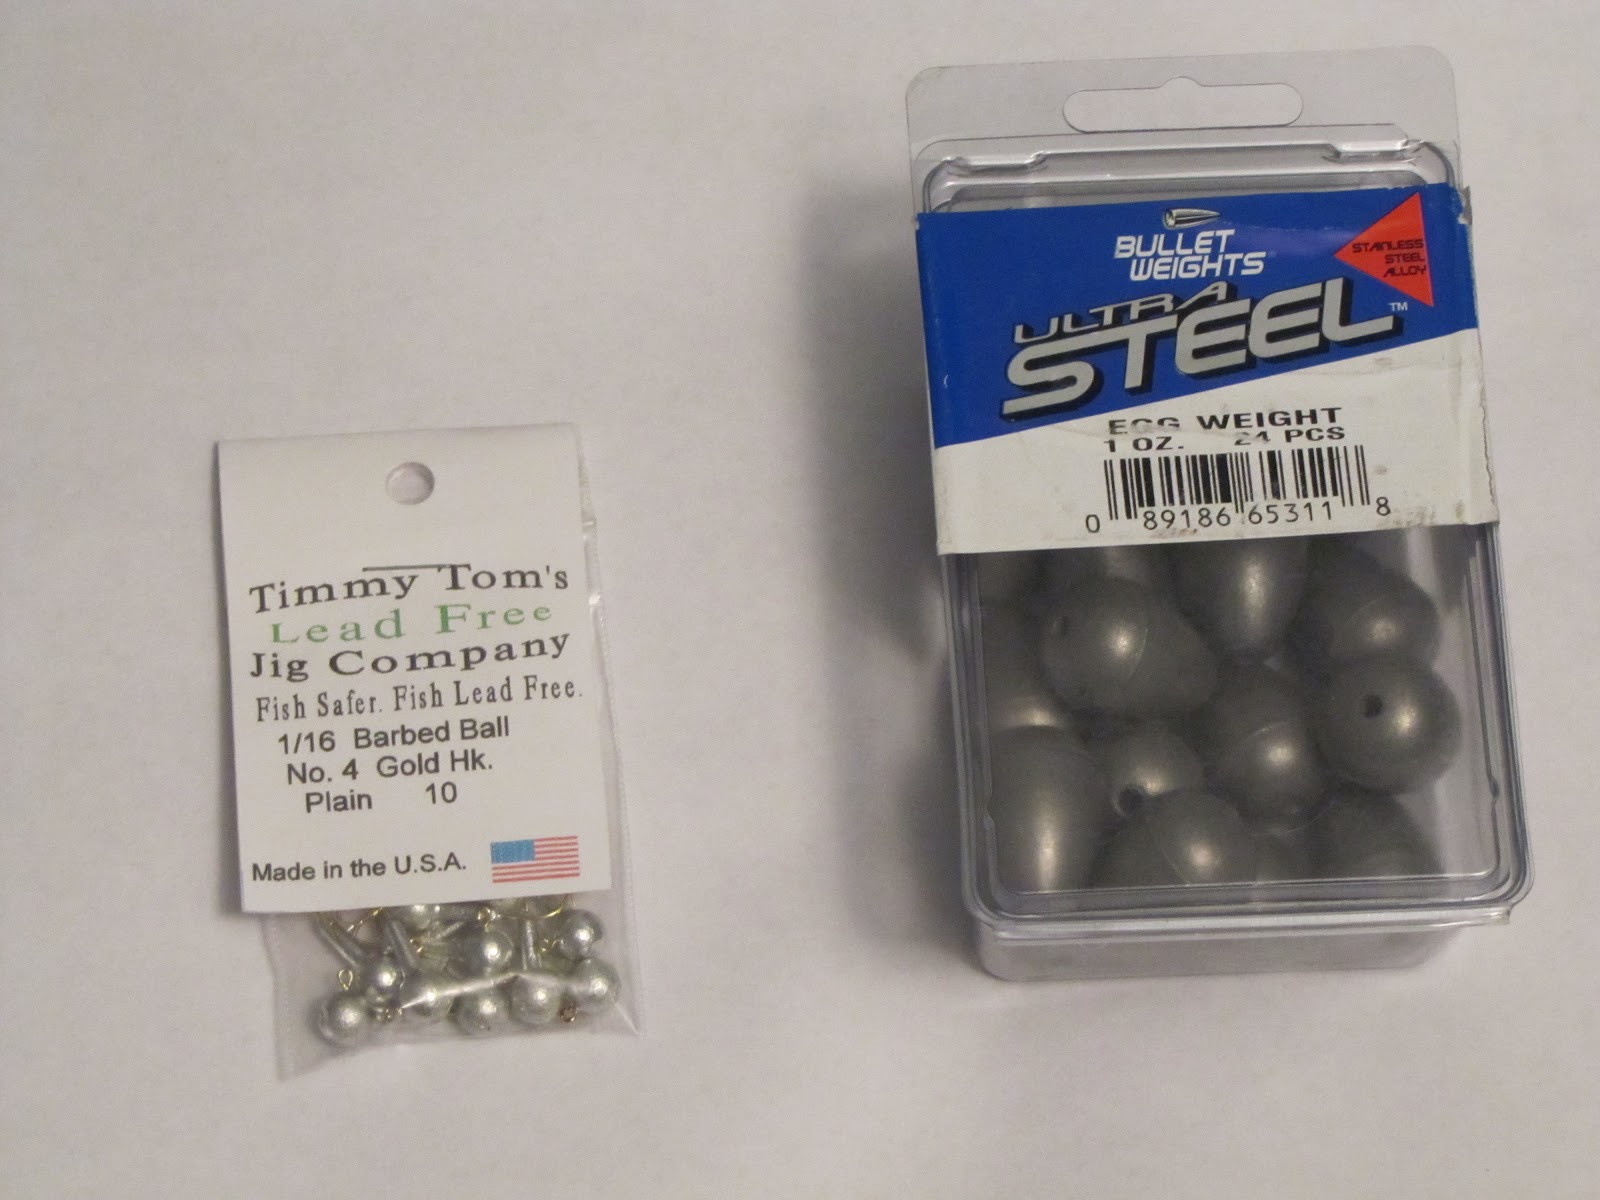 Timmy Tom's
Lead Free
Jig Company
Fish Safer. Fish Lead Free.
1/16 Barbed Ball
No. 4 Gold Hk.
Plain 10
Made in the U.S.A.
BULLET
WEIGHTS
ULTRA
STEEL™
STAINLESS
STEEL
ALLOY
EGG WEIGHT
1 OZ. 24 PCS
0 89186 65311 8